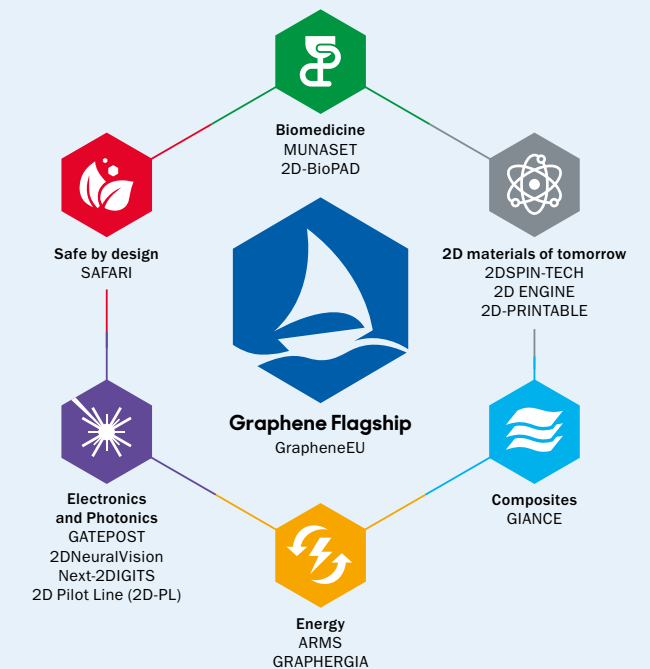 Biomedicine
MUNASET
2D-BioPAD
Safe by design
SAFARI
2D materials of tomorrow
2DSPIN-TECH
2D ENGINE
2D-PRINTABLE
Graphene Flagship
GrapheneEU
Electronics
and Photonics
GATEPOST
2DNeuralVision
Next-2DIGITS
2D Pilot Line (2D-PL)
Composites
GIANCE
Energy
ARMS
GRAPHERGIA